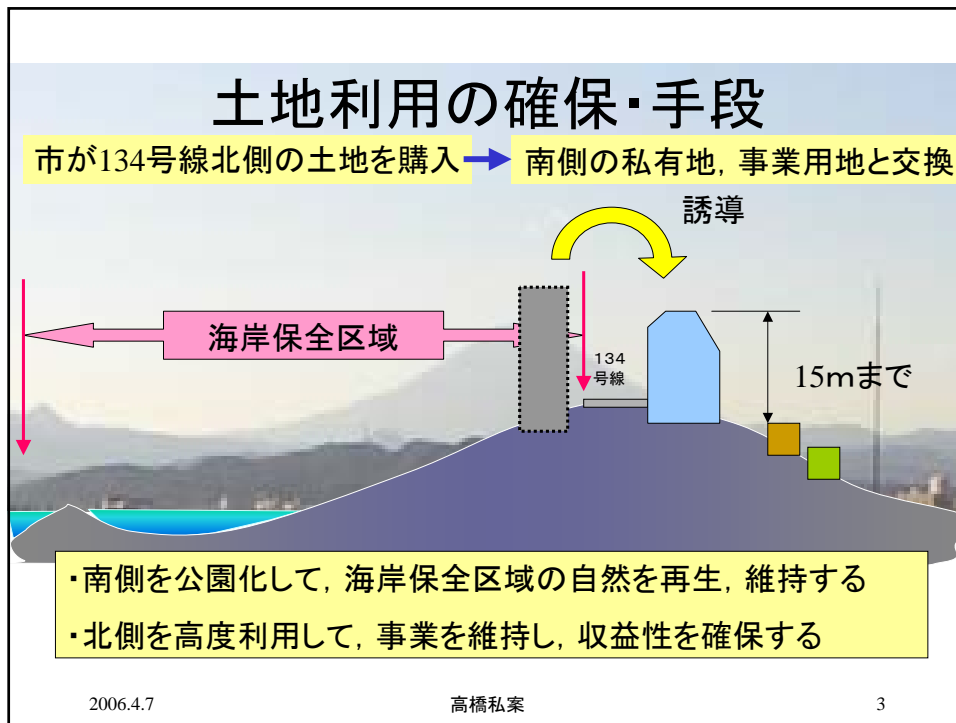 土地利用の確保・手段
市が134号線北側の土地を購入
南側の私有地，事業用地と交換
誘導
海岸保全区域
134
号線
15mまで
・南側を公園化して，海岸保全区域の自然を再生，維持する
・北側を高度利用して，事業を維持し，収益性を確保する
2006.4.7
高橋私案
3